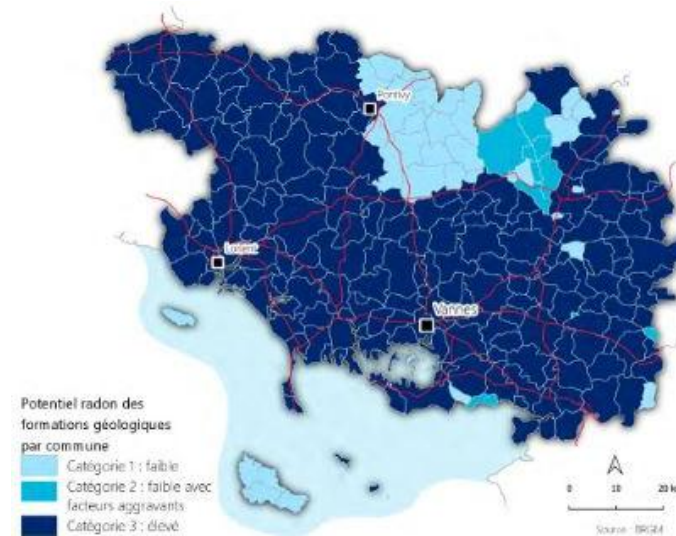 Pontivy
Lorient
Vannes
Potentiel radon des
formations géologiques
par commune
Catégorie 1 : faible
Catégorie 2 : faible avec
facteurs aggravants
Catégorie 3 : élevé
0 10 20 k
Source : BRGM